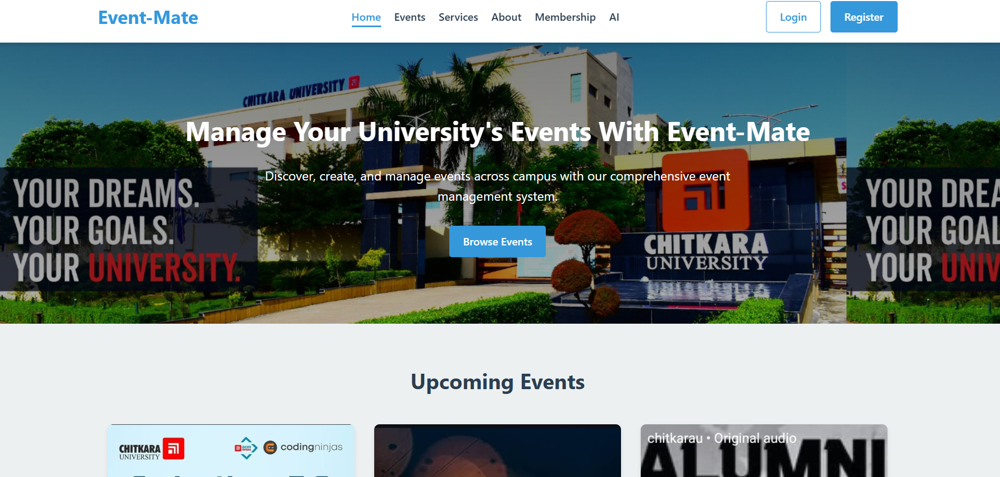 Event-Mate
Home Events Services About Membership AI
Login Register
CHITKARA UNIVERSITY
Manage Your University's Events With Event-Mate
Discover, create, and manage events across campus with our comprehensive event
management system.
Browse Events
YOUR DREAMS.
YOUR GOALS.
YOUR UNIVERSITY.
CHITKARA
UNIVERSITY
YOUR DREA
YOUR GOAL
YOUR UNIV
Upcoming Events
CHITKARA
UNIVERSITY
acm
codingninjas
chitkarau • Original audio
ALUMNI